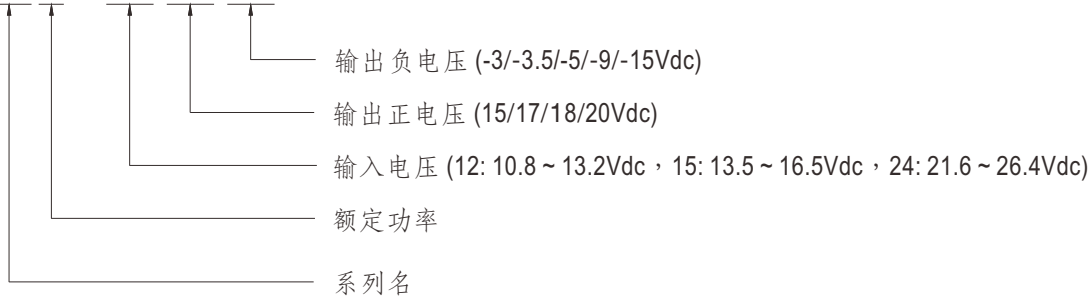 输出负电压 (-3/-3.5/-5/-9/-15Vdc)
输出正电压 (15/17/18/20Vdc)
输入电压 (12: 10.8 ~ 13.2Vdc，15: 13.5 ~ 16.5Vdc，24: 21.6 ~ 26.4Vdc)
额定功率
系列名